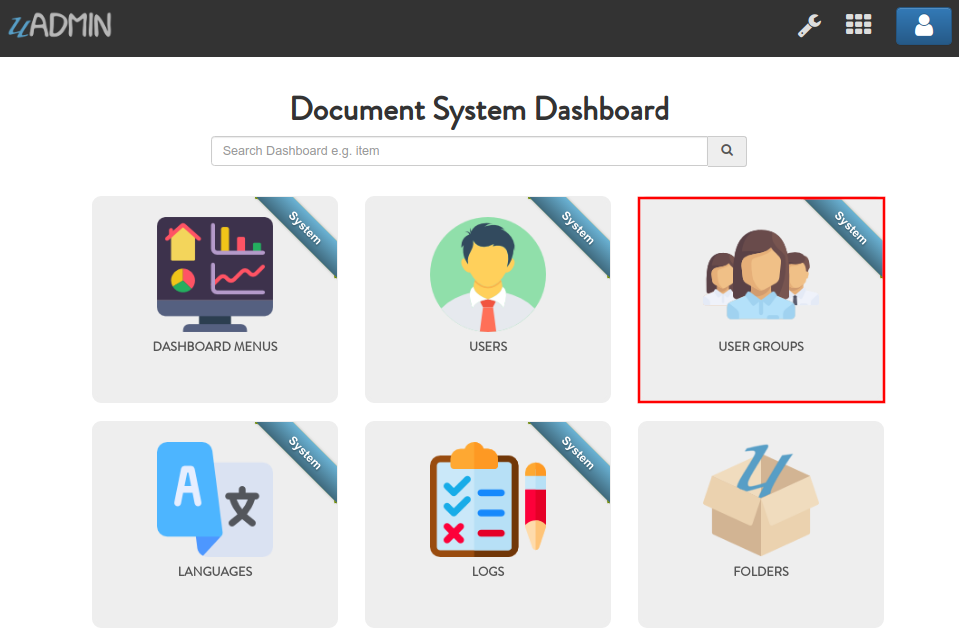 uADMIN
Document System Dashboard
Search Dashboard e.g. item
System
DASHBOARD MENUS
System
USERS
System
USER GROUPS
System
A 文
LANGUAGES
System
LOGS
u
FOLDERS